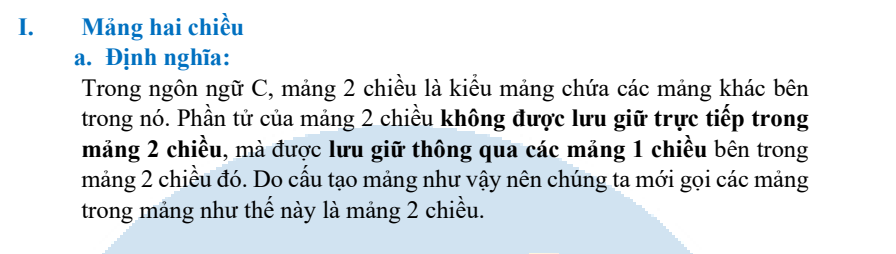 I. Mảng hai chiều
a. Định nghĩa:
Trong ngôn ngữ C, mảng 2 chiều là kiểu mảng chứa các mảng khác bên
trong nó. Phần tử của mảng 2 chiều không được lưu giữ trực tiếp trong
mảng 2 chiều, mà được lưu giữ thông qua các mảng 1 chiều bên trong
mảng 2 chiều đó. Do cấu tạo mảng như vậy nên chúng ta mới gọi các mảng
trong mảng như thế này là mảng 2 chiều.